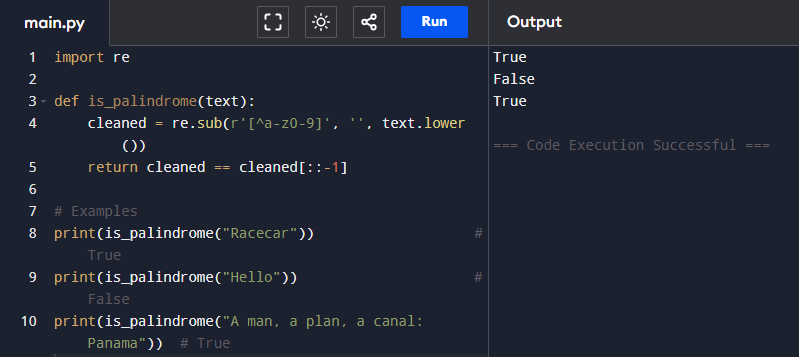 main.py
Run
Output
1 import re
2
3 def is_palindrome(text):
4 cleaned = re.sub(r'[^a-z0-9]', '', text.lower
())
5 return cleaned == cleaned[::-1]
6
7 # Examples
8 print(is_palindrome("Racecar")) #
True
9 print(is_palindrome("Hello")) #
False
10 print(is_palindrome("A man, a plan, a canal:
Panama")) # True
True
False
True
=== Code Execution Successful ===